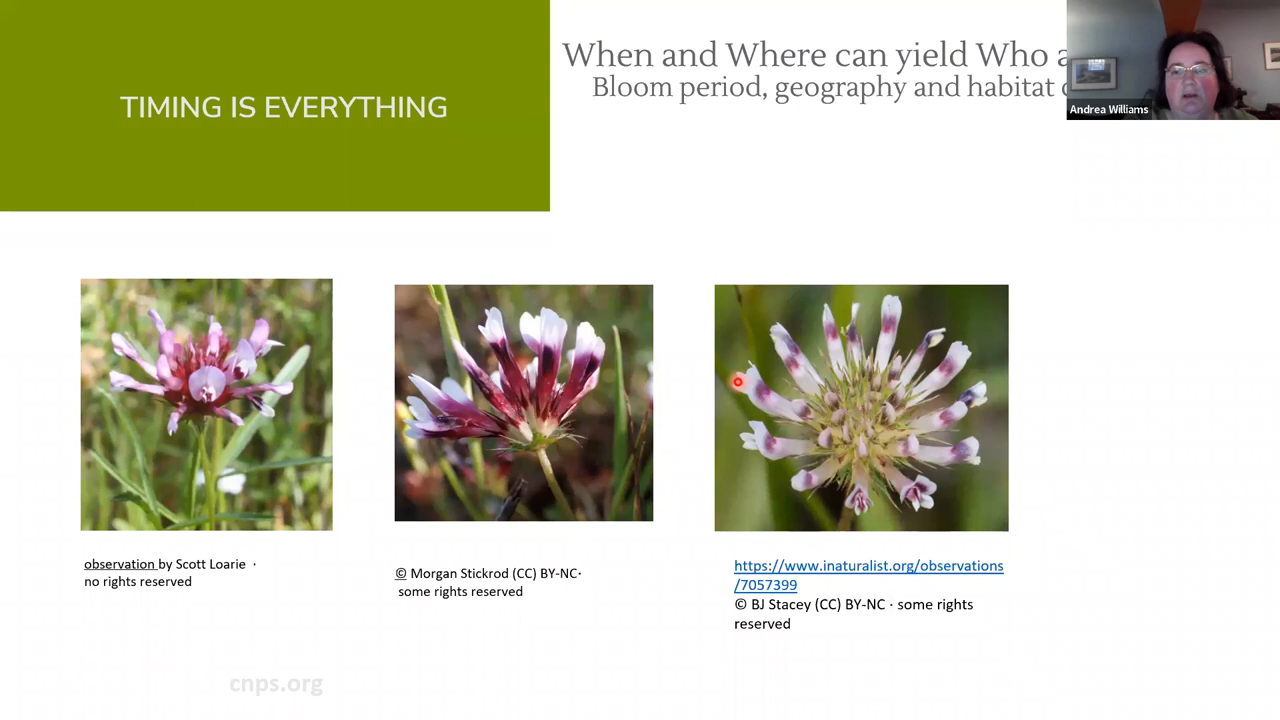 TIMING IS EVERYTHING
When and Where can yield Who
Bloom period, geography and habitat
Andrea Williams
observation by Scott Loarie ·
no rights reserved
© Morgan Stickrod (CC) BY-NC·
some rights reserved
https://www.inaturalist.org/observations
/7057399
© BJ Stacey (CC) BY-NC · some rights
reserved
cnps.org